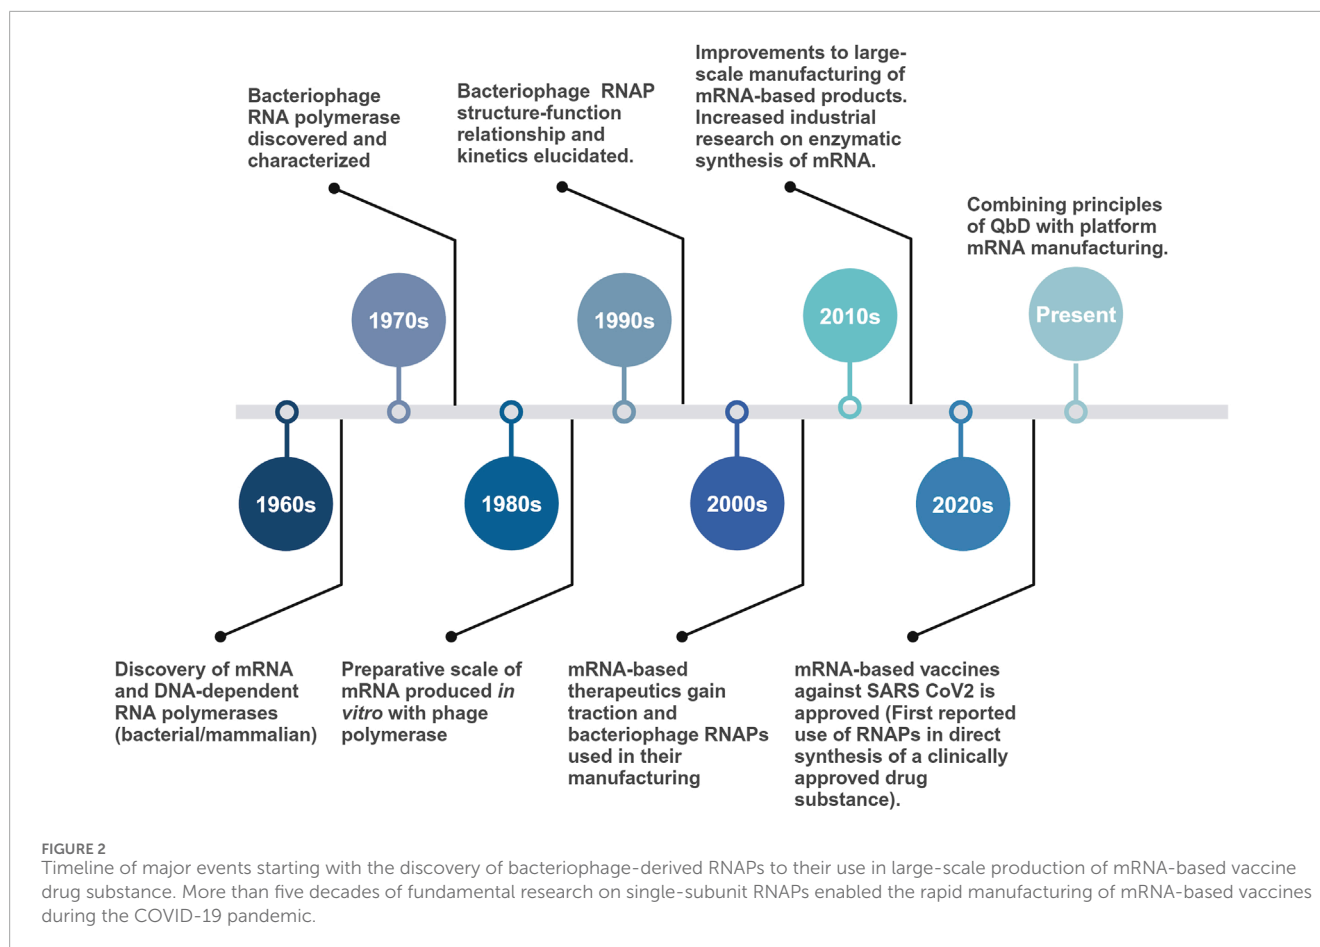 Bacteriophage
RNA polymerase
discovered and
characterized
Bacteriophage RNAP
structure-function
relationship and
kinetics elucidated.
Improvements to large-
scale manufacturing of
mRNA-based products.
Increased industrial
research on enzymatic
synthesis of mRNA.
Combining principles
of QbD with platform
mRNA manufacturing.
1970s
1990s
2010s
Present
1960s
1980s
2000s
2020s
Discovery of mRNA
and DNA-dependent
RNA polymerases
(bacterial/mammalian)
Preparative scale of
mRNA produced in
vitro with phage
polymerase
mRNA-based
therapeutics gain
traction and
bacteriophage RNAPs
used in their
manufacturing
mRNA-based vaccines
against SARS CoV2 is
approved (First reported
use of RNAPs in direct
synthesis of a clinically
approved drug
substance).
FIGURE 2
Timeline of major events starting with the discovery of bacteriophage-derived RNAPs to their use in large-scale production of mRNA-based vaccine
drug substance. More than five decades of fundamental research on single-subunit RNAPs enabled the rapid manufacturing of mRNA-based vaccines
during the COVID-19 pandemic.